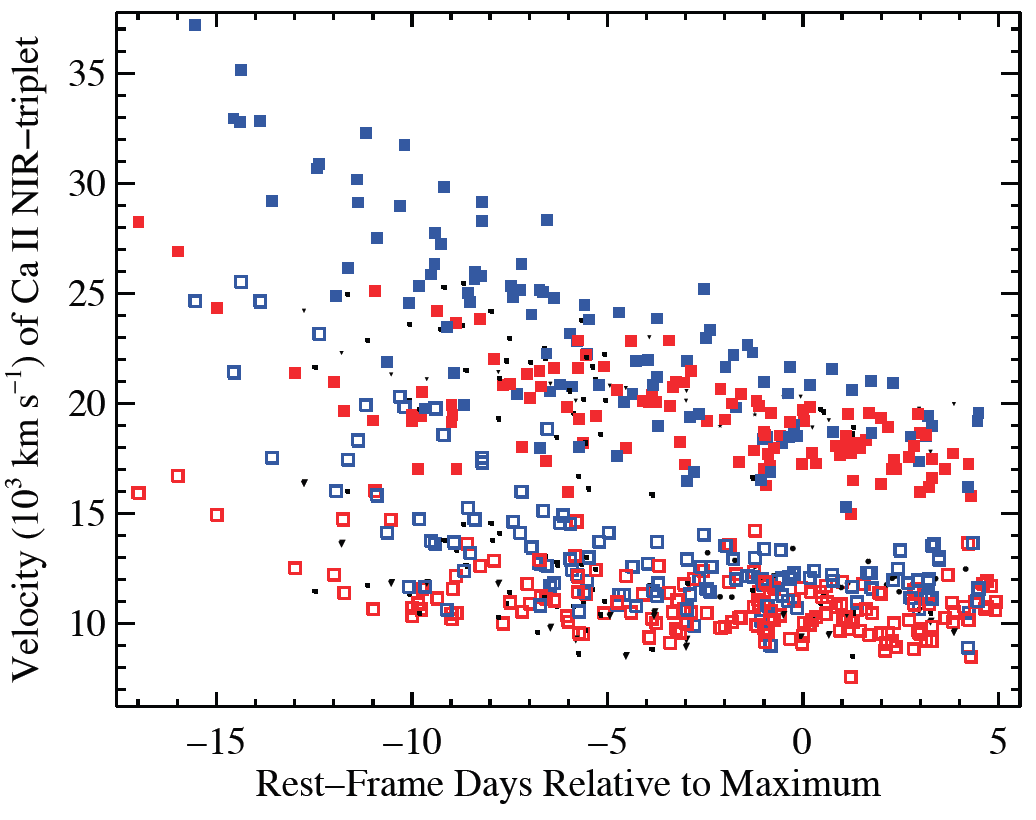 Velocity (10³ km s⁻¹) of Ca II NIR–triplet
35
30
25
20
15
10
–15 –10 –5 0 5
Rest–Frame Days Relative to Maximum